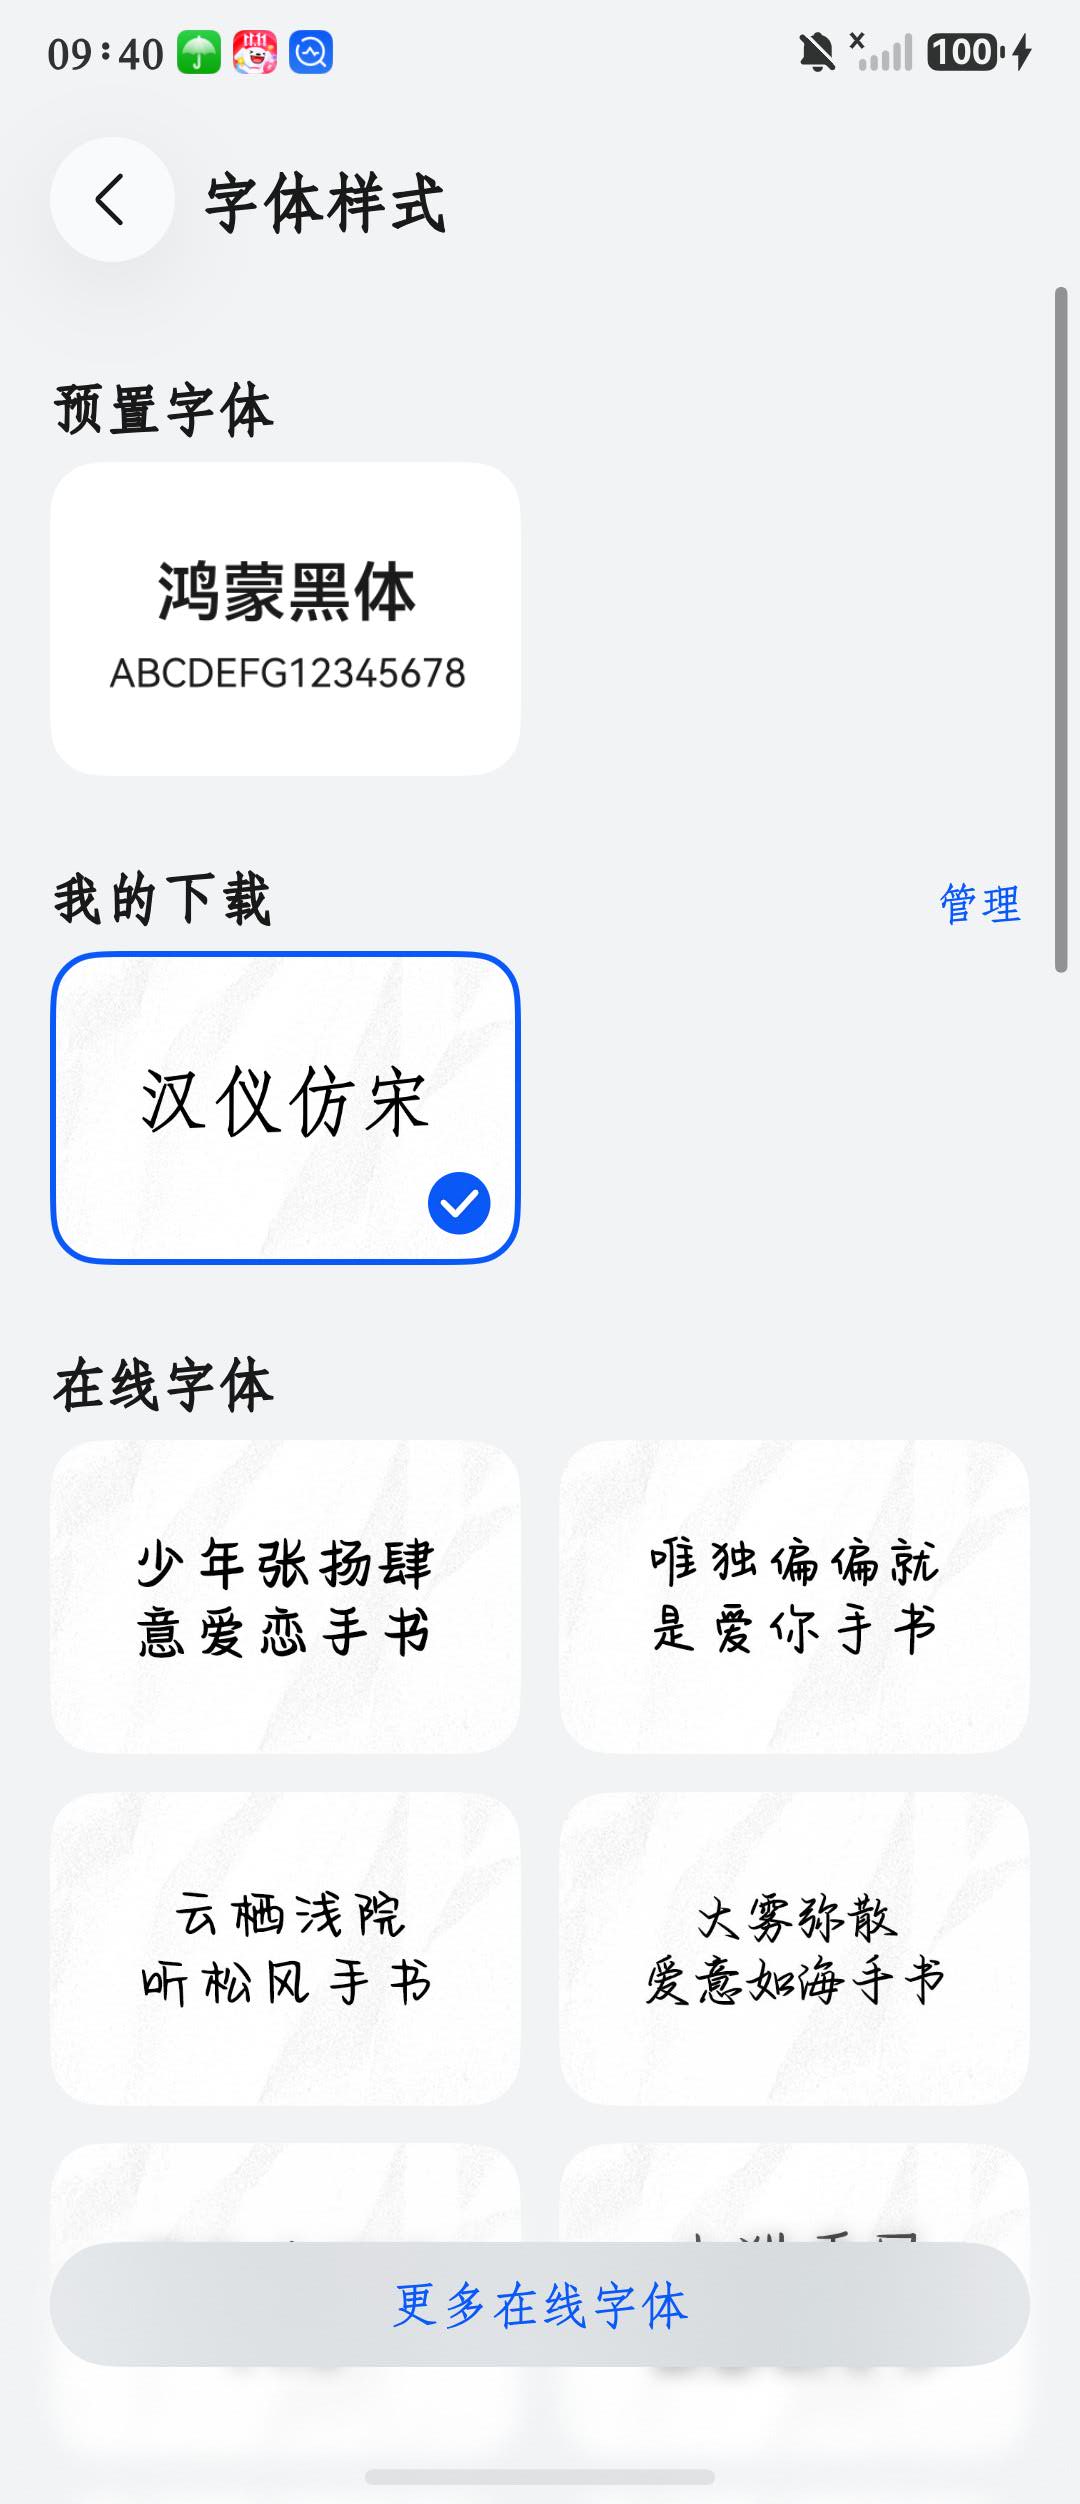 09:40
100
字体样式
预置字体
鸿蒙黑体
ABCDEFG12345678
我的下载
管理
汉仪仿宋
在线字体
少年张扬肆
意爱恋手书
唯独偏偏就
是爱你手书
云栖浅院
听松风手书
大雾弥散
爱意如海手书
更多在线字体